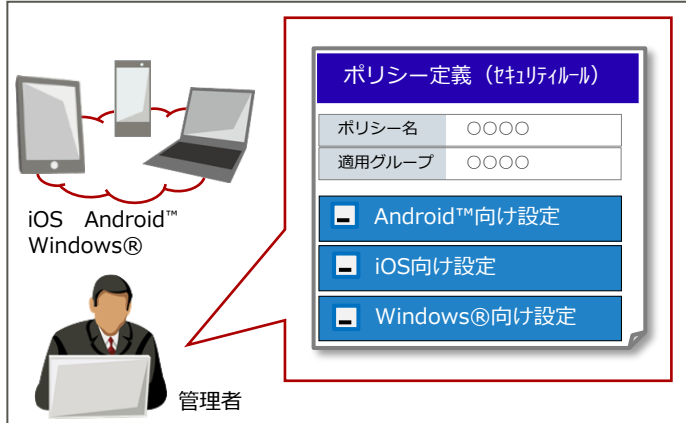 iOS Android™
Windows®
管理者
ポリシー定義（ｾｷｭﾘﾃｨﾙｰﾙ）
ポリシー名 ○○○○
適用グループ ○○○○
Android™向け設定
iOS向け設定
Windows®向け設定